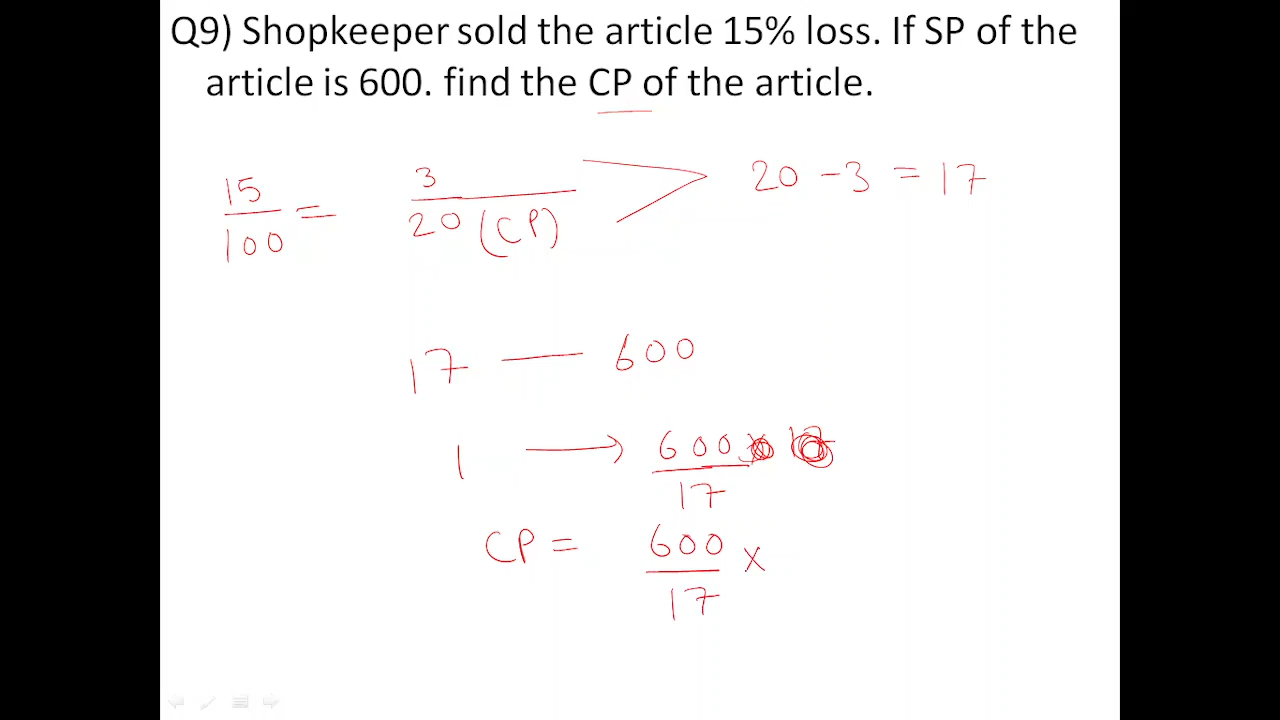 Q9) Shopkeeper sold the article 15% loss. If SP of the
article is 600. find the CP of the article.
15/100 = 3/20 (CP) > 20 - 3 = 17
17 — 600
1 → 600/17
CP = 600/17 ×